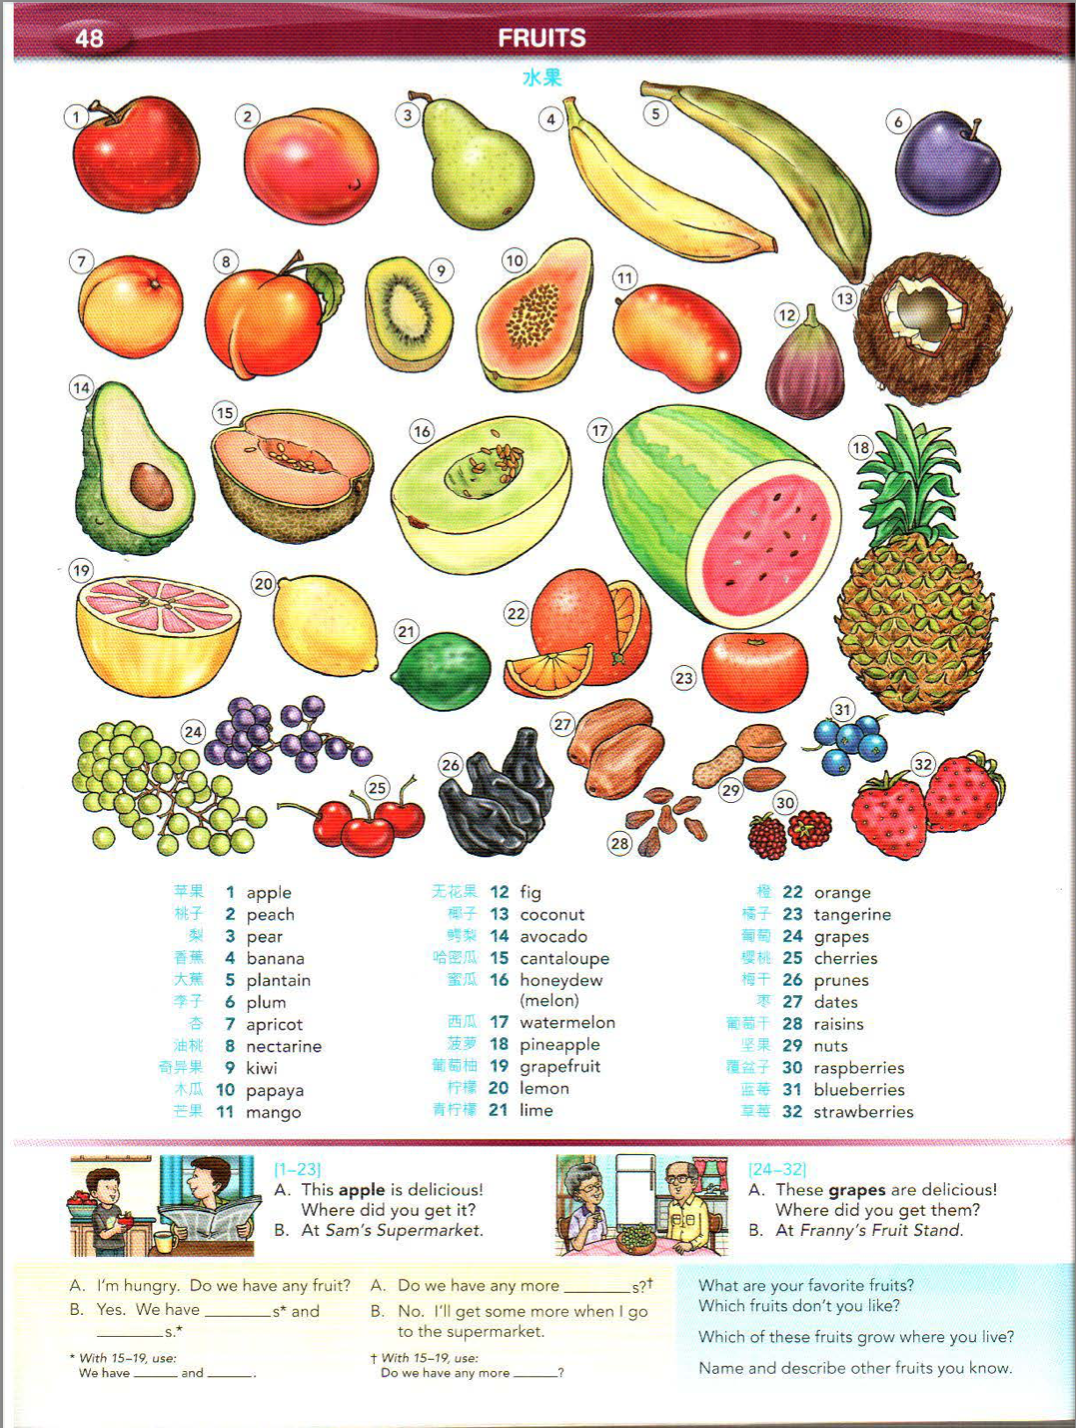 48
FRUITS
水果
1
2
3
4
5
6
7
8
9
10
11
12
13
14
15
16
17
18
19
20
21
22
23
24
25
26
27
28
29
30
31
32
苹果 1 apple
桃子 2 peach
梨 3 pear
香蕉 4 banana
大蕉 5 plantain
李子 6 plum
杏 7 apricot
油桃 8 nectarine
奇异果 9 kiwi
木瓜 10 papaya
芒果 11 mango
无花果 12 fig
椰子 13 coconut
鳄梨 14 avocado
哈密瓜 15 cantaloupe
蜜瓜 16 honeydew
(melon)
西瓜 17 watermelon
菠萝 18 pineapple
葡萄柚 19 grapefruit
柠檬 20 lemon
青柠檬 21 lime
橙 22 orange
橘子 23 tangerine
葡萄 24 grapes
樱桃 25 cherries
梅干 26 prunes
枣 27 dates
葡萄干 28 raisins
坚果 29 nuts
覆盆子 30 raspberries
蓝莓 31 blueberries
草莓 32 strawberries
[1–23]
A. This apple is delicious!
Where did you get it?
B. At Sam's Supermarket.
[24–32]
A. These grapes are delicious!
Where did you get them?
B. At Franny's Fruit Stand.
A. I'm hungry. Do we have any fruit?
B. Yes. We have ______s* and
______s.*
* With 15–19, use:
We have ______ and ______.
A. Do we have any more ______s?†
B. No. I'll get some more when I go
to the supermarket.
† With 15–19, use:
Do we have any more ______?
What are your favorite fruits?
Which fruits don't you like?
Which of these fruits grow where you live?
Name and describe other fruits you know.